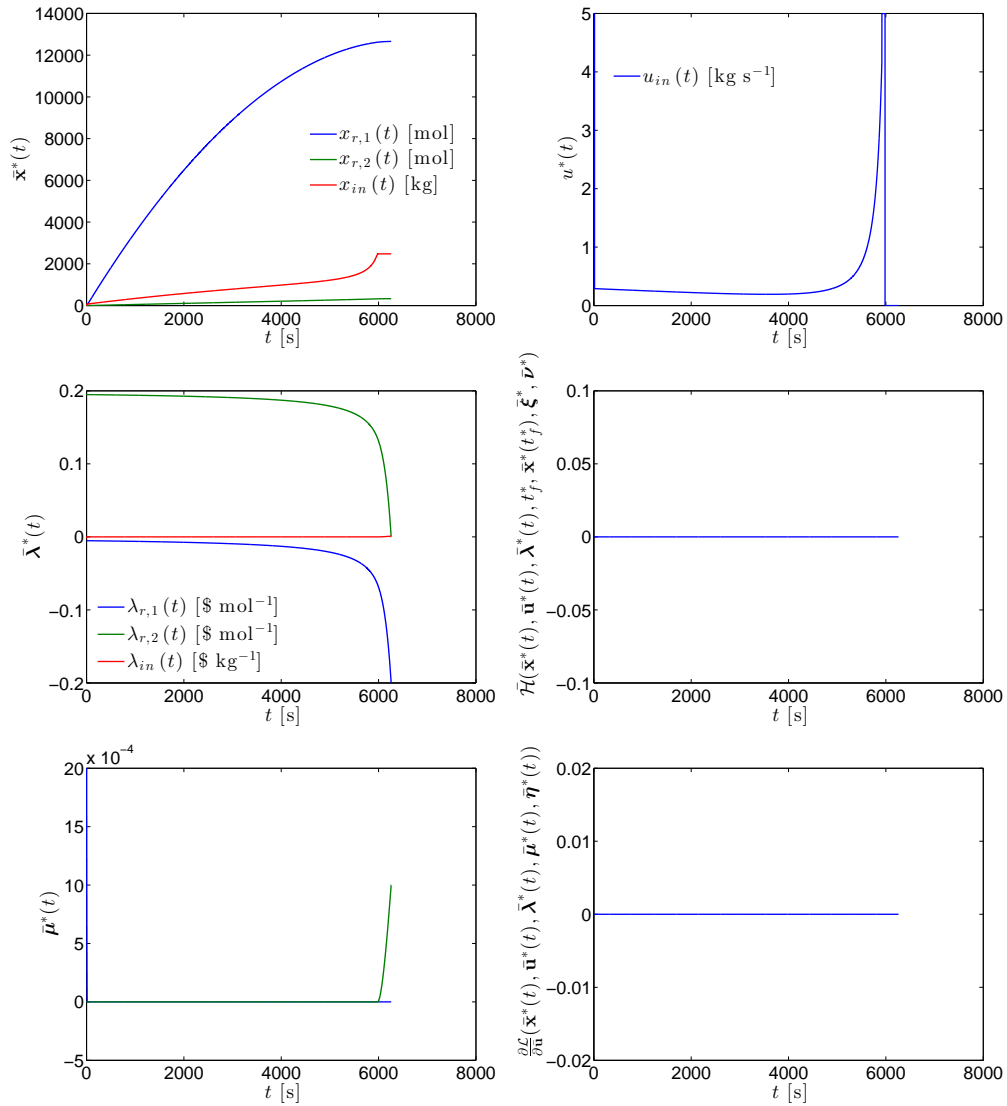 14000
12000
10000
8000
6000
4000
2000
0
x̄*(t)
x_{r,1}(t) [mol]
x_{r,2}(t) [mol]
x_{in}(t) [kg]
0 2000 4000 6000 8000
t [s]
5
4
3
2
1
0
u*(t)
u_{in}(t) [kg s⁻¹]
0 2000 4000 6000 8000
t [s]
0.2
0.1
0
−0.1
−0.2
λ̄*(t)
λ_{r,1}(t) [$ mol⁻¹]
λ_{r,2}(t) [$ mol⁻¹]
λ_{in}(t) [$ kg⁻¹]
0 2000 4000 6000 8000
t [s]
0.1
0.05
0
−0.05
−0.1
H̄(x̄*(t), ū*(t), λ̄*(t), t*_f, x̄*(t*_f), ξ̄*, ν̄*)
0 2000 4000 6000 8000
t [s]
x 10⁻⁴
20
15
10
5
0
−5
μ̄*(t)
0 2000 4000 6000 8000
t [s]
0.02
0.01
0
−0.01
−0.02
∂L̄/∂ū(x̄*(t), ū*(t), λ̄*(t), μ̄*(t), η̄*(t))
0 2000 4000 6000 8000
t [s]